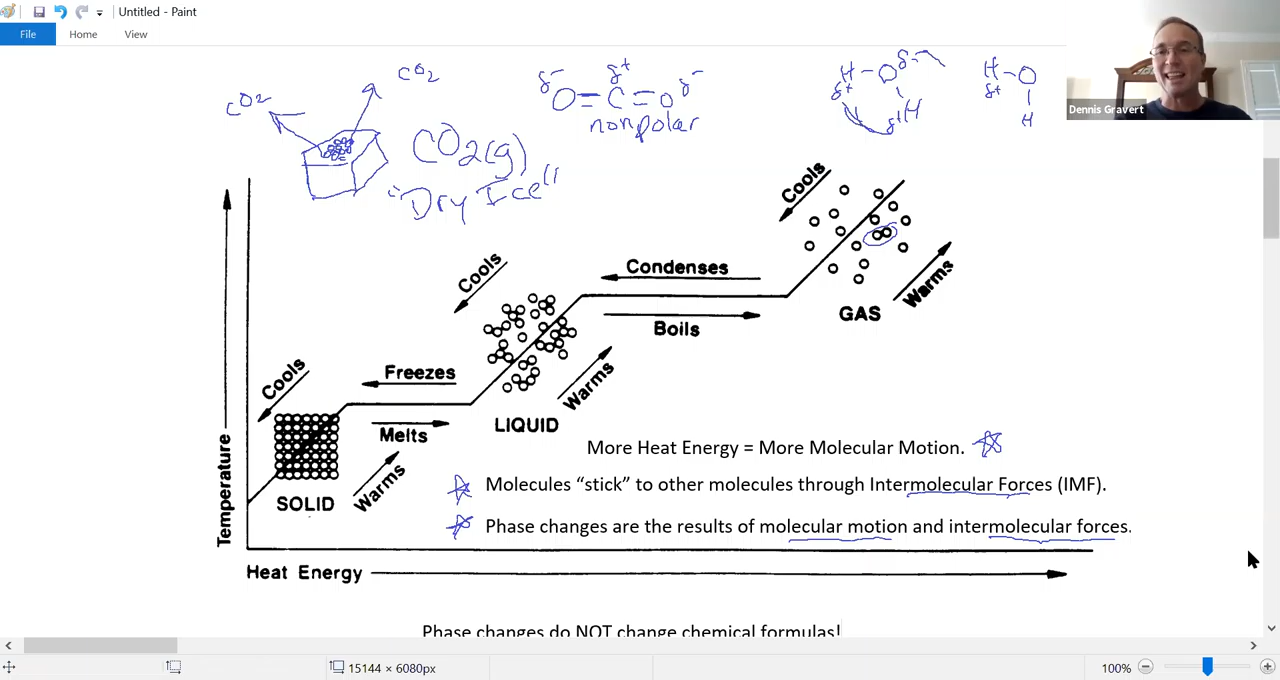 Untitled - Paint
File Home View
CO2
CO2
δ- δ+ δ-
O=C=O
nonpolar
CO2(g)
"Dry Ice"
H-O δ-
δ+
δ+ H
H-O
δ+
H
Dennis Gravert
Cools
Condenses
Boils
GAS
Warms
Cools
Freezes
Melts
LIQUID
Warms
Cools
SOLID
Warms
Temperature
More Heat Energy = More Molecular Motion.
Molecules “stick” to other molecules through Intermolecular Forces (IMF).
Phase changes are the results of molecular motion and intermolecular forces.
Heat Energy
Phase changes do NOT change chemical formulas!
15144 × 6080px
100%